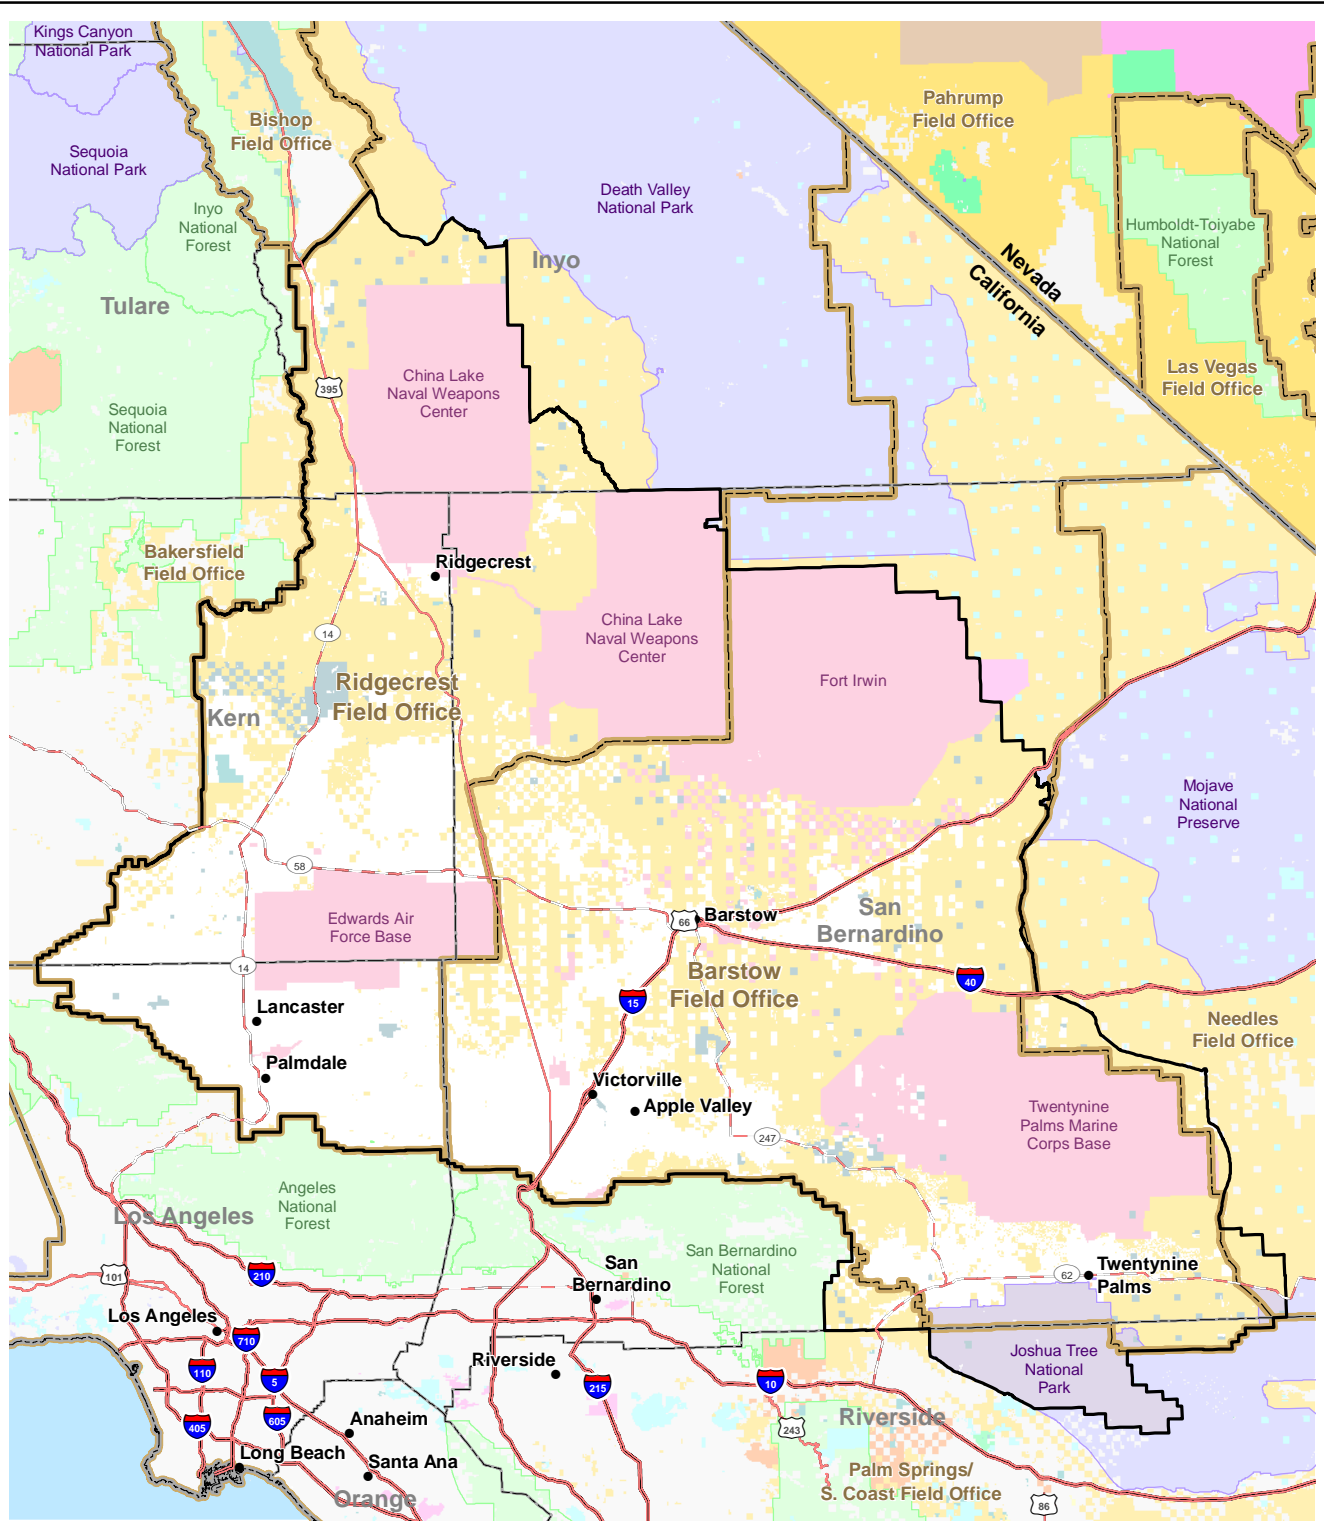 Kings Canyon
National Park
Sequoia
National Park
Bishop
Field Office
Inyo
National
Forest
Tulare
Inyo
Death Valley
National Park
Pahrump
Field Office
Humboldt-Toiyabe
National
Forest
Nevada
California
Las Vegas
Field Office
395
China Lake
Naval Weapons
Center
Sequoia
National
Forest
Bakersfield
Field Office
Ridgecrest
14
China Lake
Naval Weapons
Center
Fort Irwin
Ridgecrest
Field Office
Kern
Mojave
National
Preserve
58
Edwards Air
Force Base
66
Barstow
San
Bernardino
14
Barstow
Field Office
40
15
Lancaster
Needles
Field Office
Palmdale
Victorville
Apple Valley
Twentynine
Palms Marine
Corps Base
247
Angeles
National
Forest
Los Angeles
San Bernardino
National
Forest
101
210
San
Bernardino
62
Twentynine
Palms
Los Angeles
710
Riverside
Joshua Tree
National
Park
110
5
215
10
405
605
Anaheim
Riverside
243
Long Beach
Santa Ana
Orange
Palm Springs/
S. Coast Field Office
86